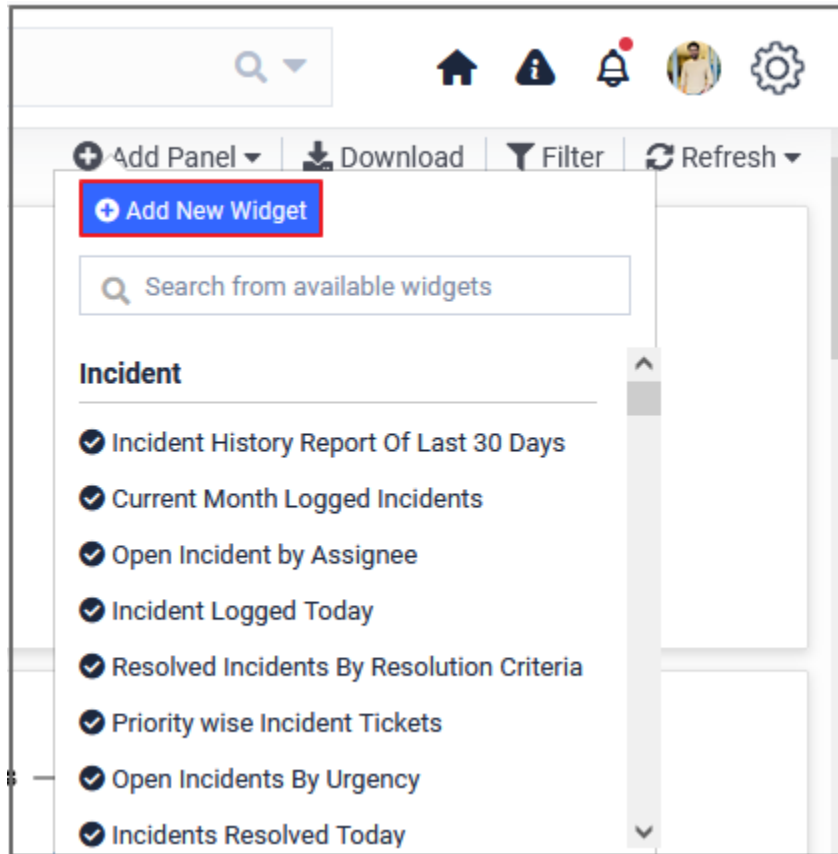 Add Panel Download Filter Refresh
Add New Widget
Search from available widgets
Incident
Incident History Report Of Last 30 Days
Current Month Logged Incidents
Open Incident by Assignee
Incident Logged Today
Resolved Incidents By Resolution Criteria
Priority wise Incident Tickets
Open Incidents By Urgency
Incidents Resolved Today